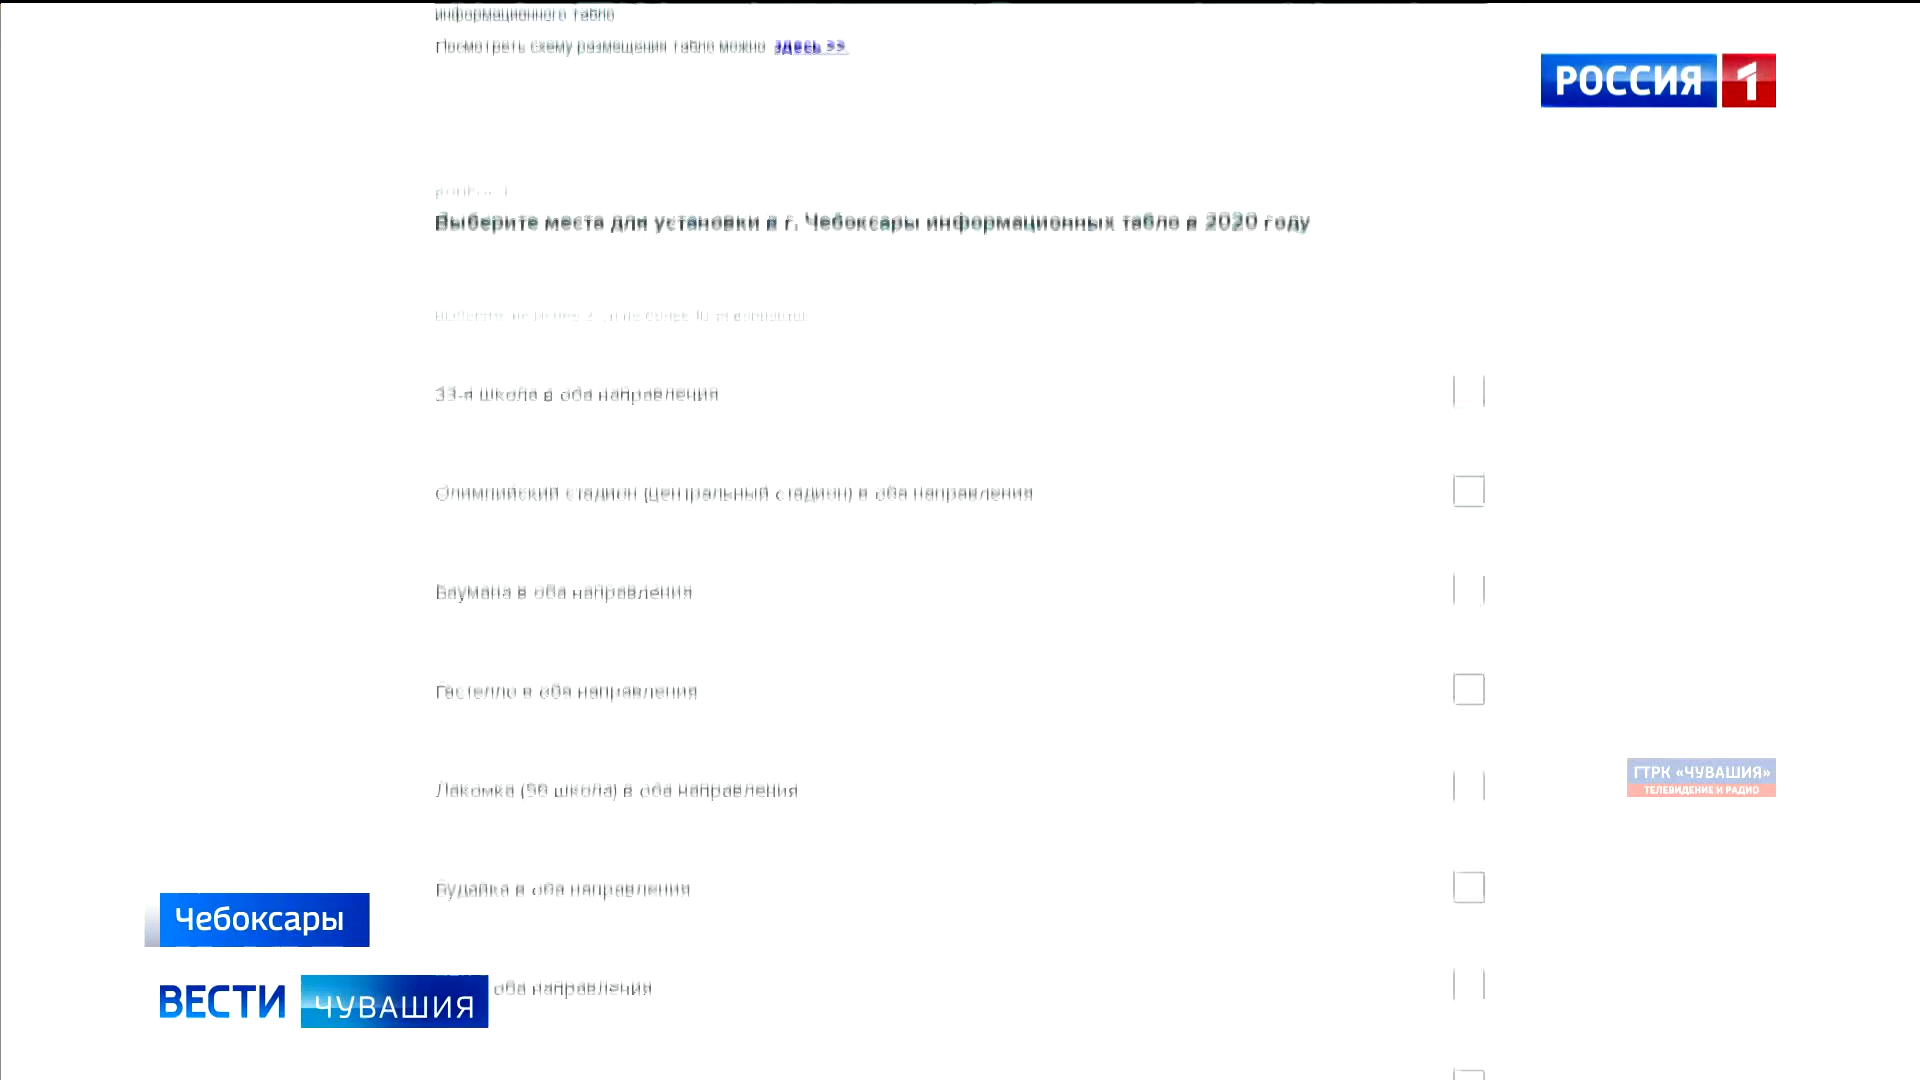 информационного табло
Посмотреть схему размещения табло можно здесь
РОССИЯ 1
Выберите места для установки в г. Чебоксары информационных табло в 2020 году
33-я школа в оба направления
Олимпийский стадион (центральный стадион) в оба направления
Баумана в оба направления
Гастелло в оба направления
ГТРК «ЧУВАШИЯ»
ТЕЛЕВИДЕНИЕ И РАДИО
Лакомка (50 школа) в оба направления
Будайка в оба направления
Чебоксары
оба направления
ВЕСТИ ЧУВАШИЯ